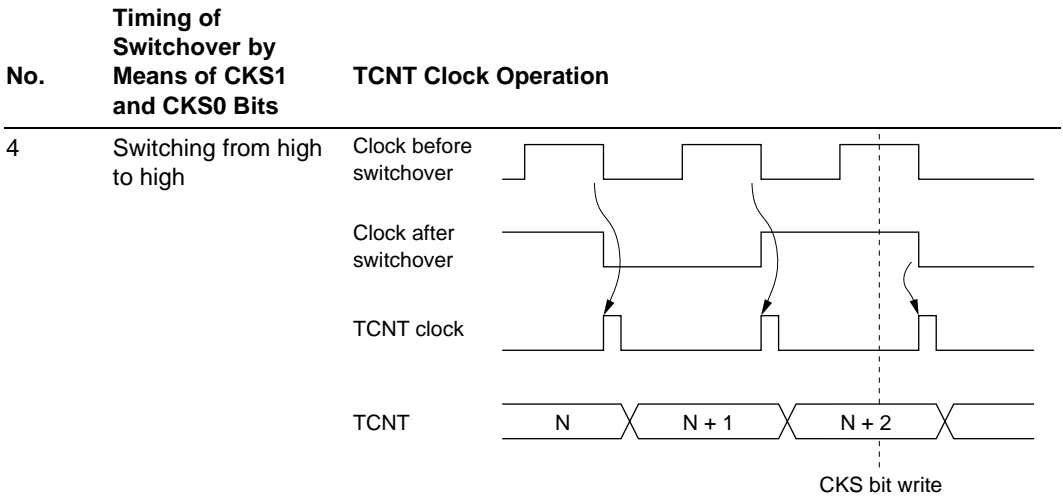 No.
Timing of
Switchover by
Means of CKS1
and CKS0 Bits
TCNT Clock Operation
4
Switching from high
to high
Clock before
switchover
Clock after
switchover
TCNT clock
TCNT
N
N + 1
N + 2
CKS bit write